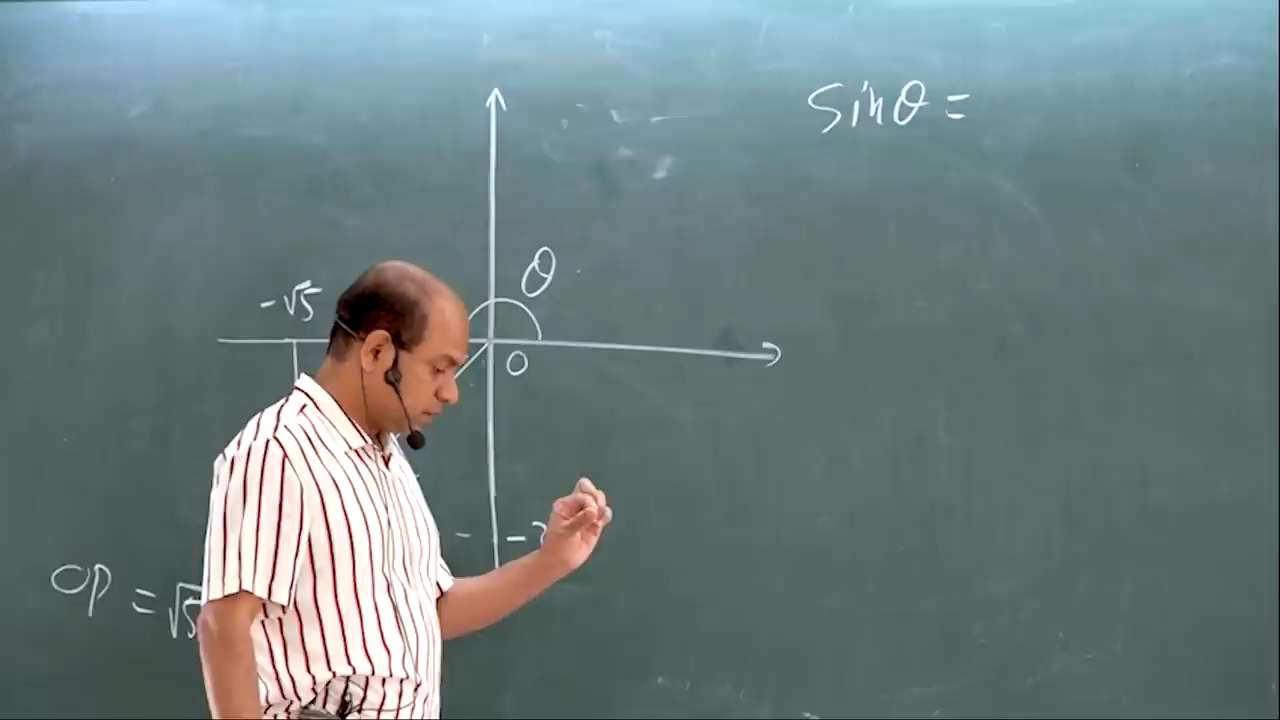 sinθ =
θ
-√5
O
OP = √5